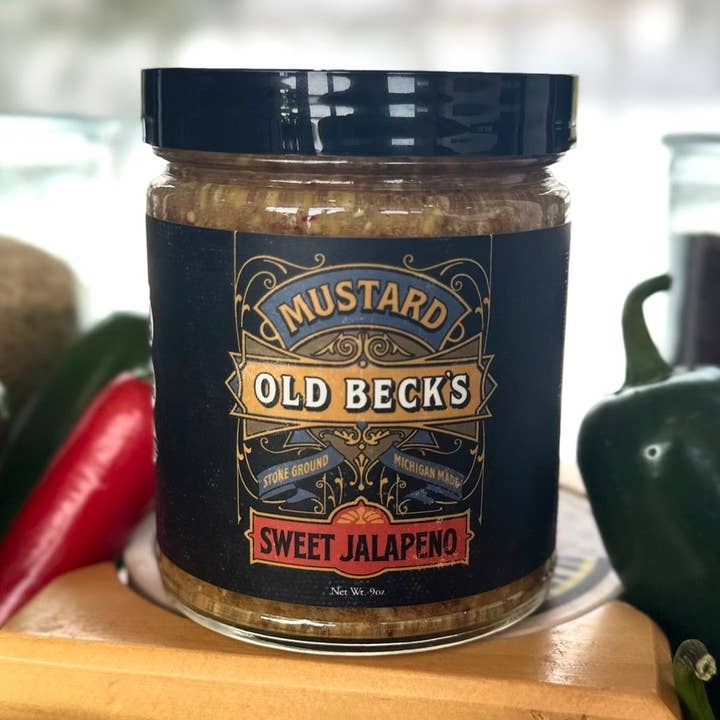 MUSTARD
OLD BECK'S
STONE GROUND
MICHIGAN MADE
SWEET JALAPENO
Net Wt. 9oz